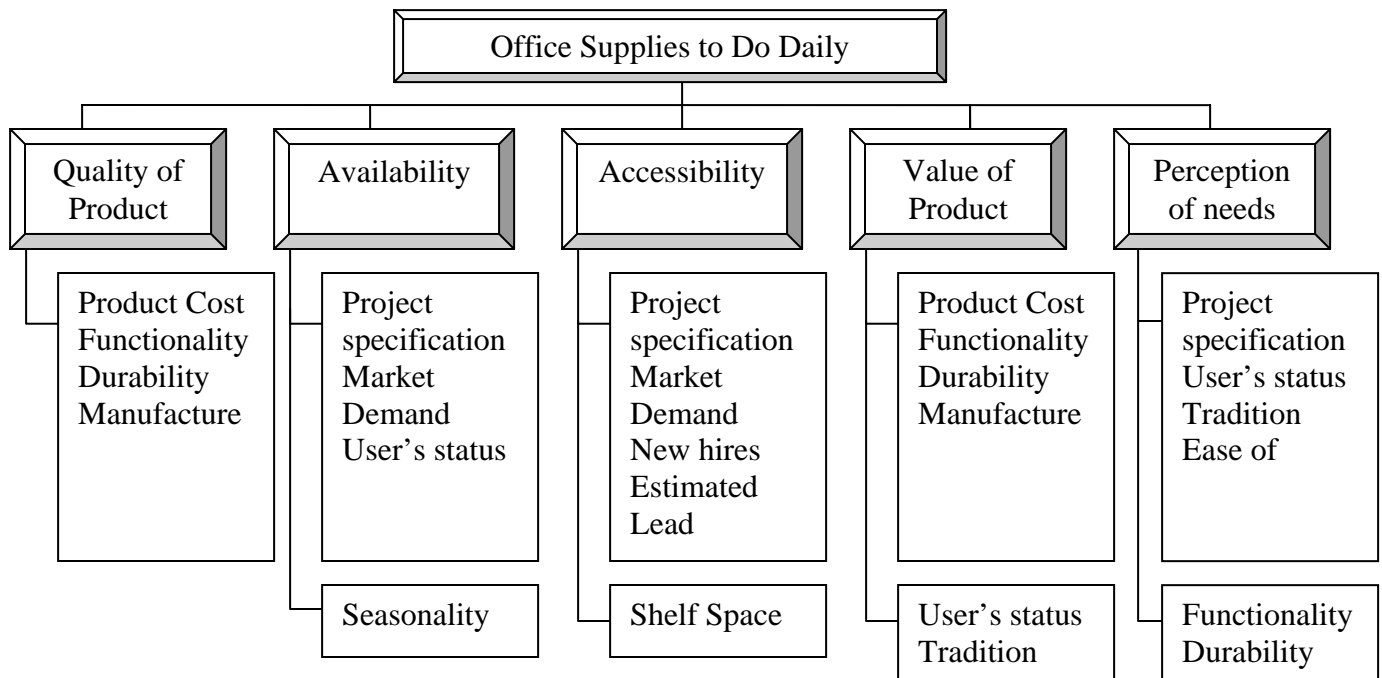 Office Supplies to Do Daily
Quality of
Product
Availability
Accessibility
Value of
Product
Perception
of needs
Product Cost
Functionality
Durability
Manufacture
Project
specification
Market
Demand
User’s status
Project
specification
Market
Demand
New hires
Estimated
Lead
Product Cost
Functionality
Durability
Manufacture
Project
specification
User’s status
Tradition
Ease of
Seasonality
Shelf Space
User’s status
Tradition
Functionality
Durability